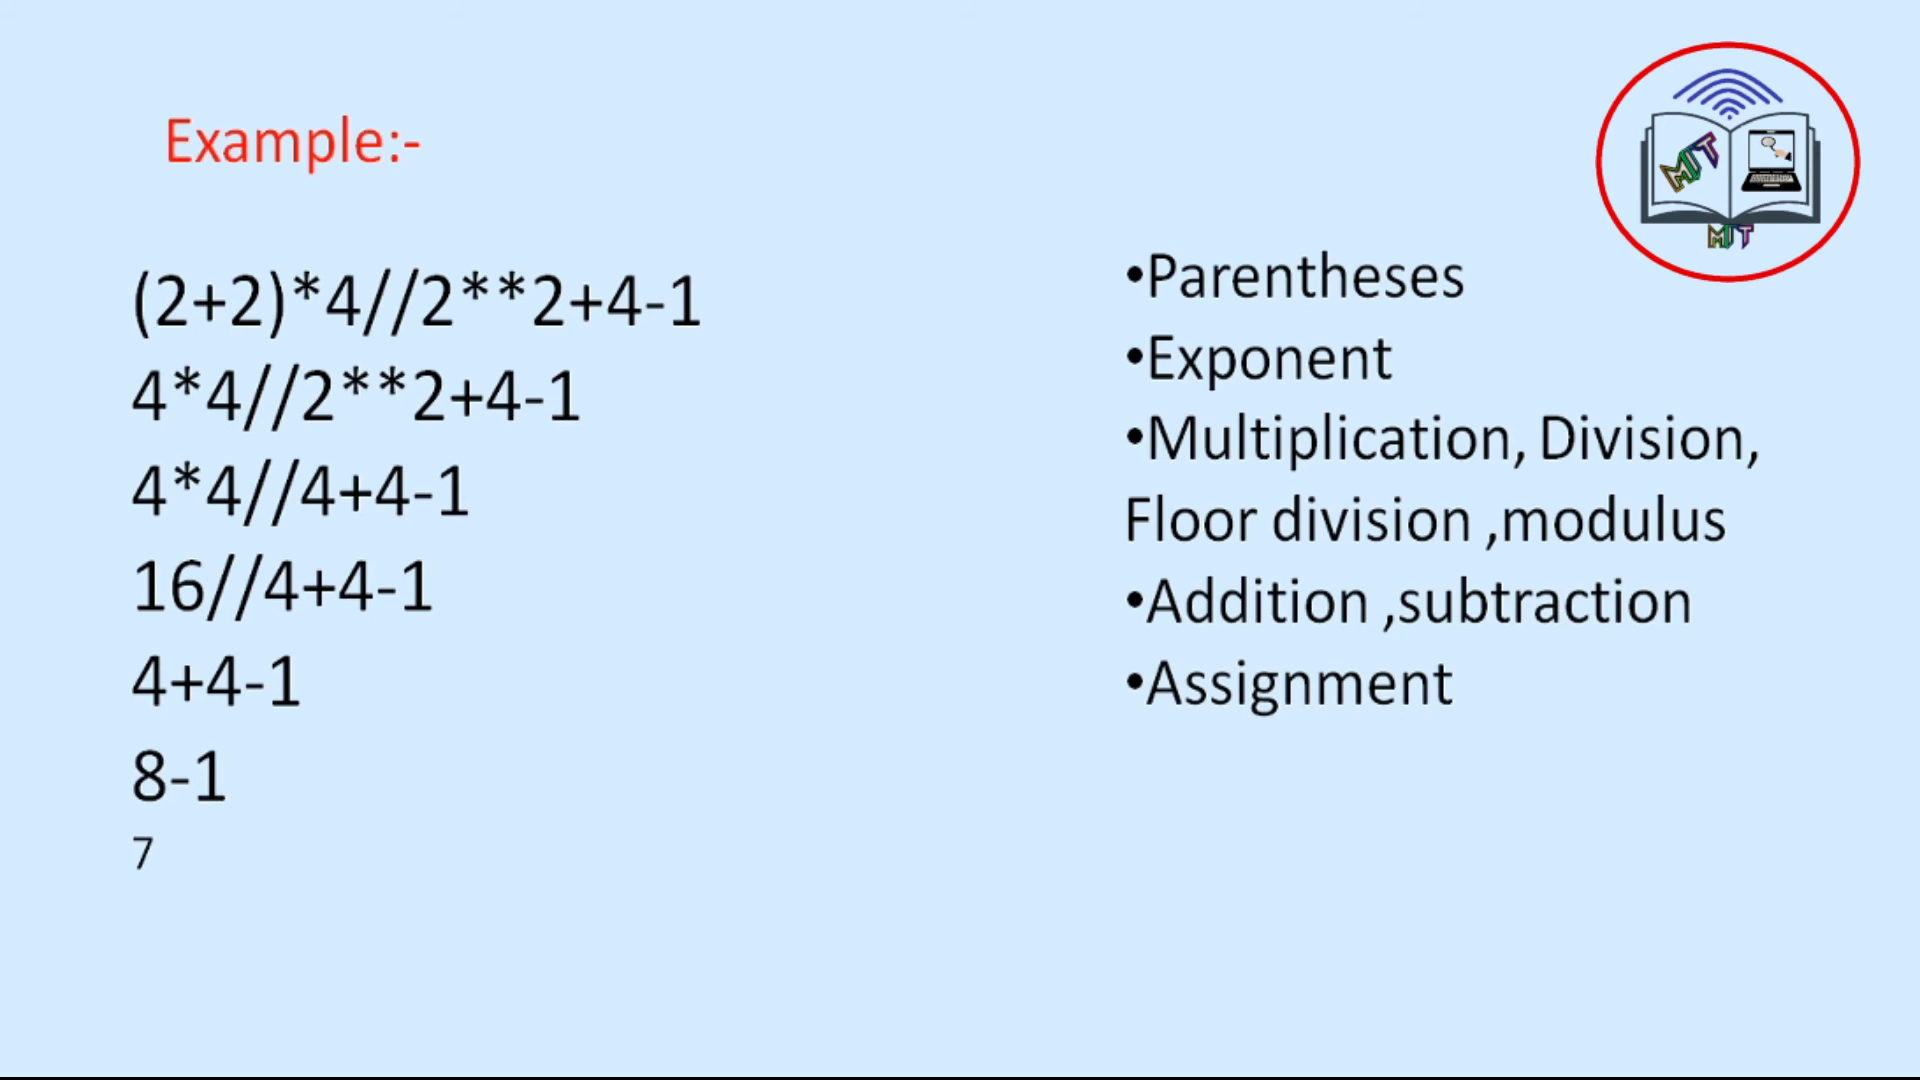 Example:-
(2+2)*4//2**2+4-1
4*4//2**2+4-1
4*4//4+4-1
16//4+4-1
4+4-1
8-1
7
MIT
MIT
•Parentheses
•Exponent
•Multiplication, Division,
Floor division ,modulus
•Addition ,subtraction
•Assignment